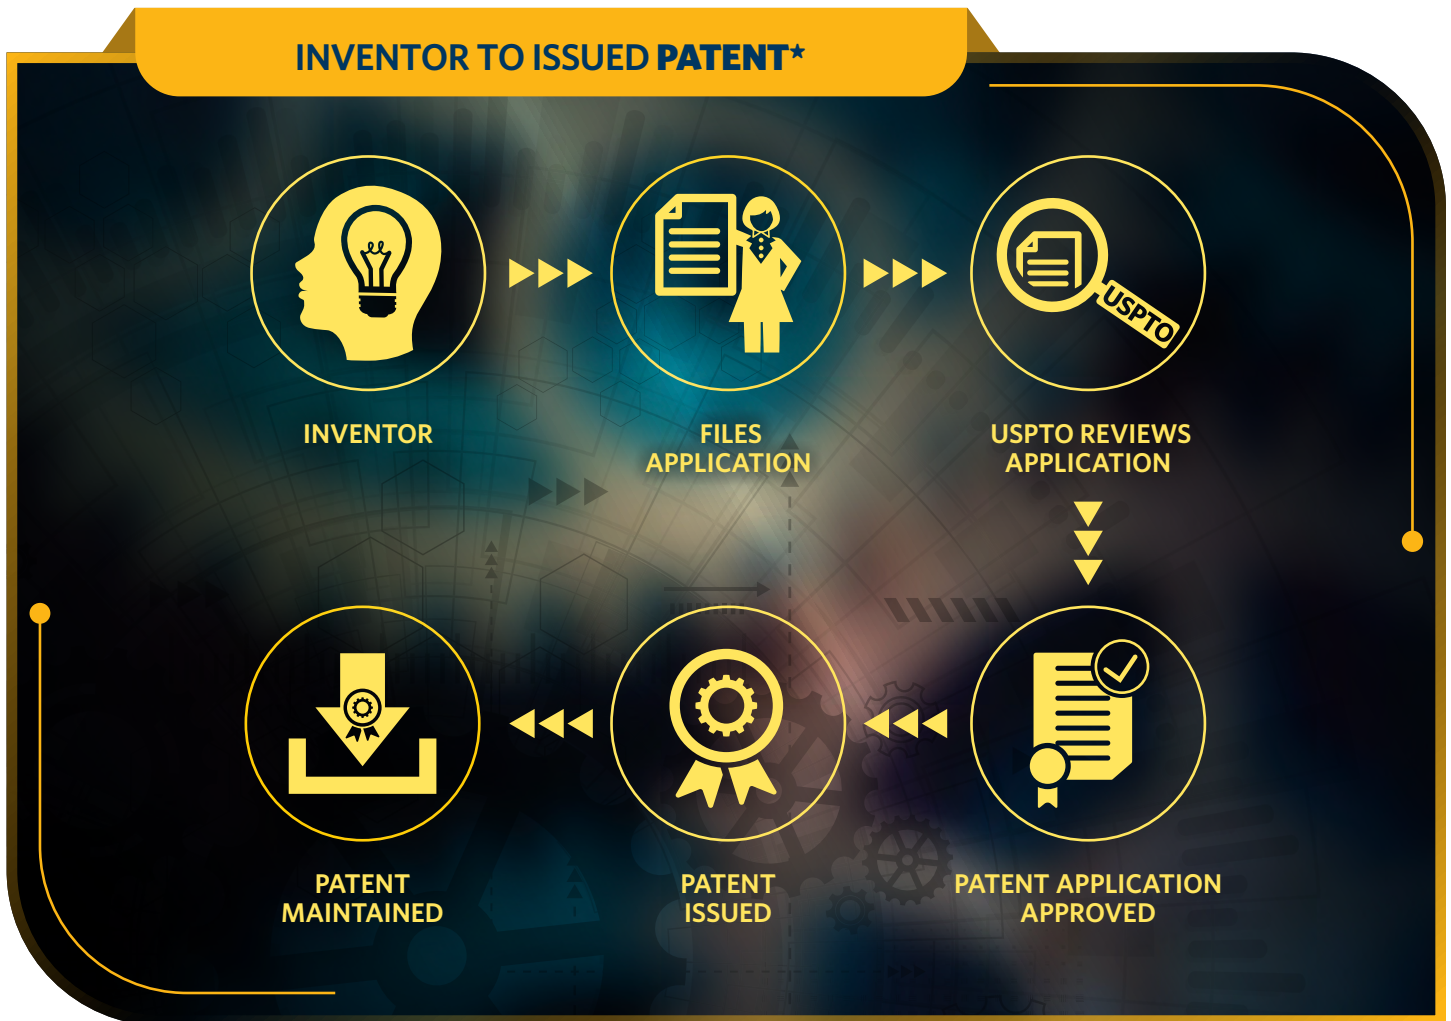 INVENTOR TO ISSUED PATENT*
USPTO
INVENTOR
FILES
APPLICATION
USPTO REVIEWS
APPLICATION
PATENT
MAINTAINED
PATENT
ISSUED
PATENT APPLICATION
APPROVED